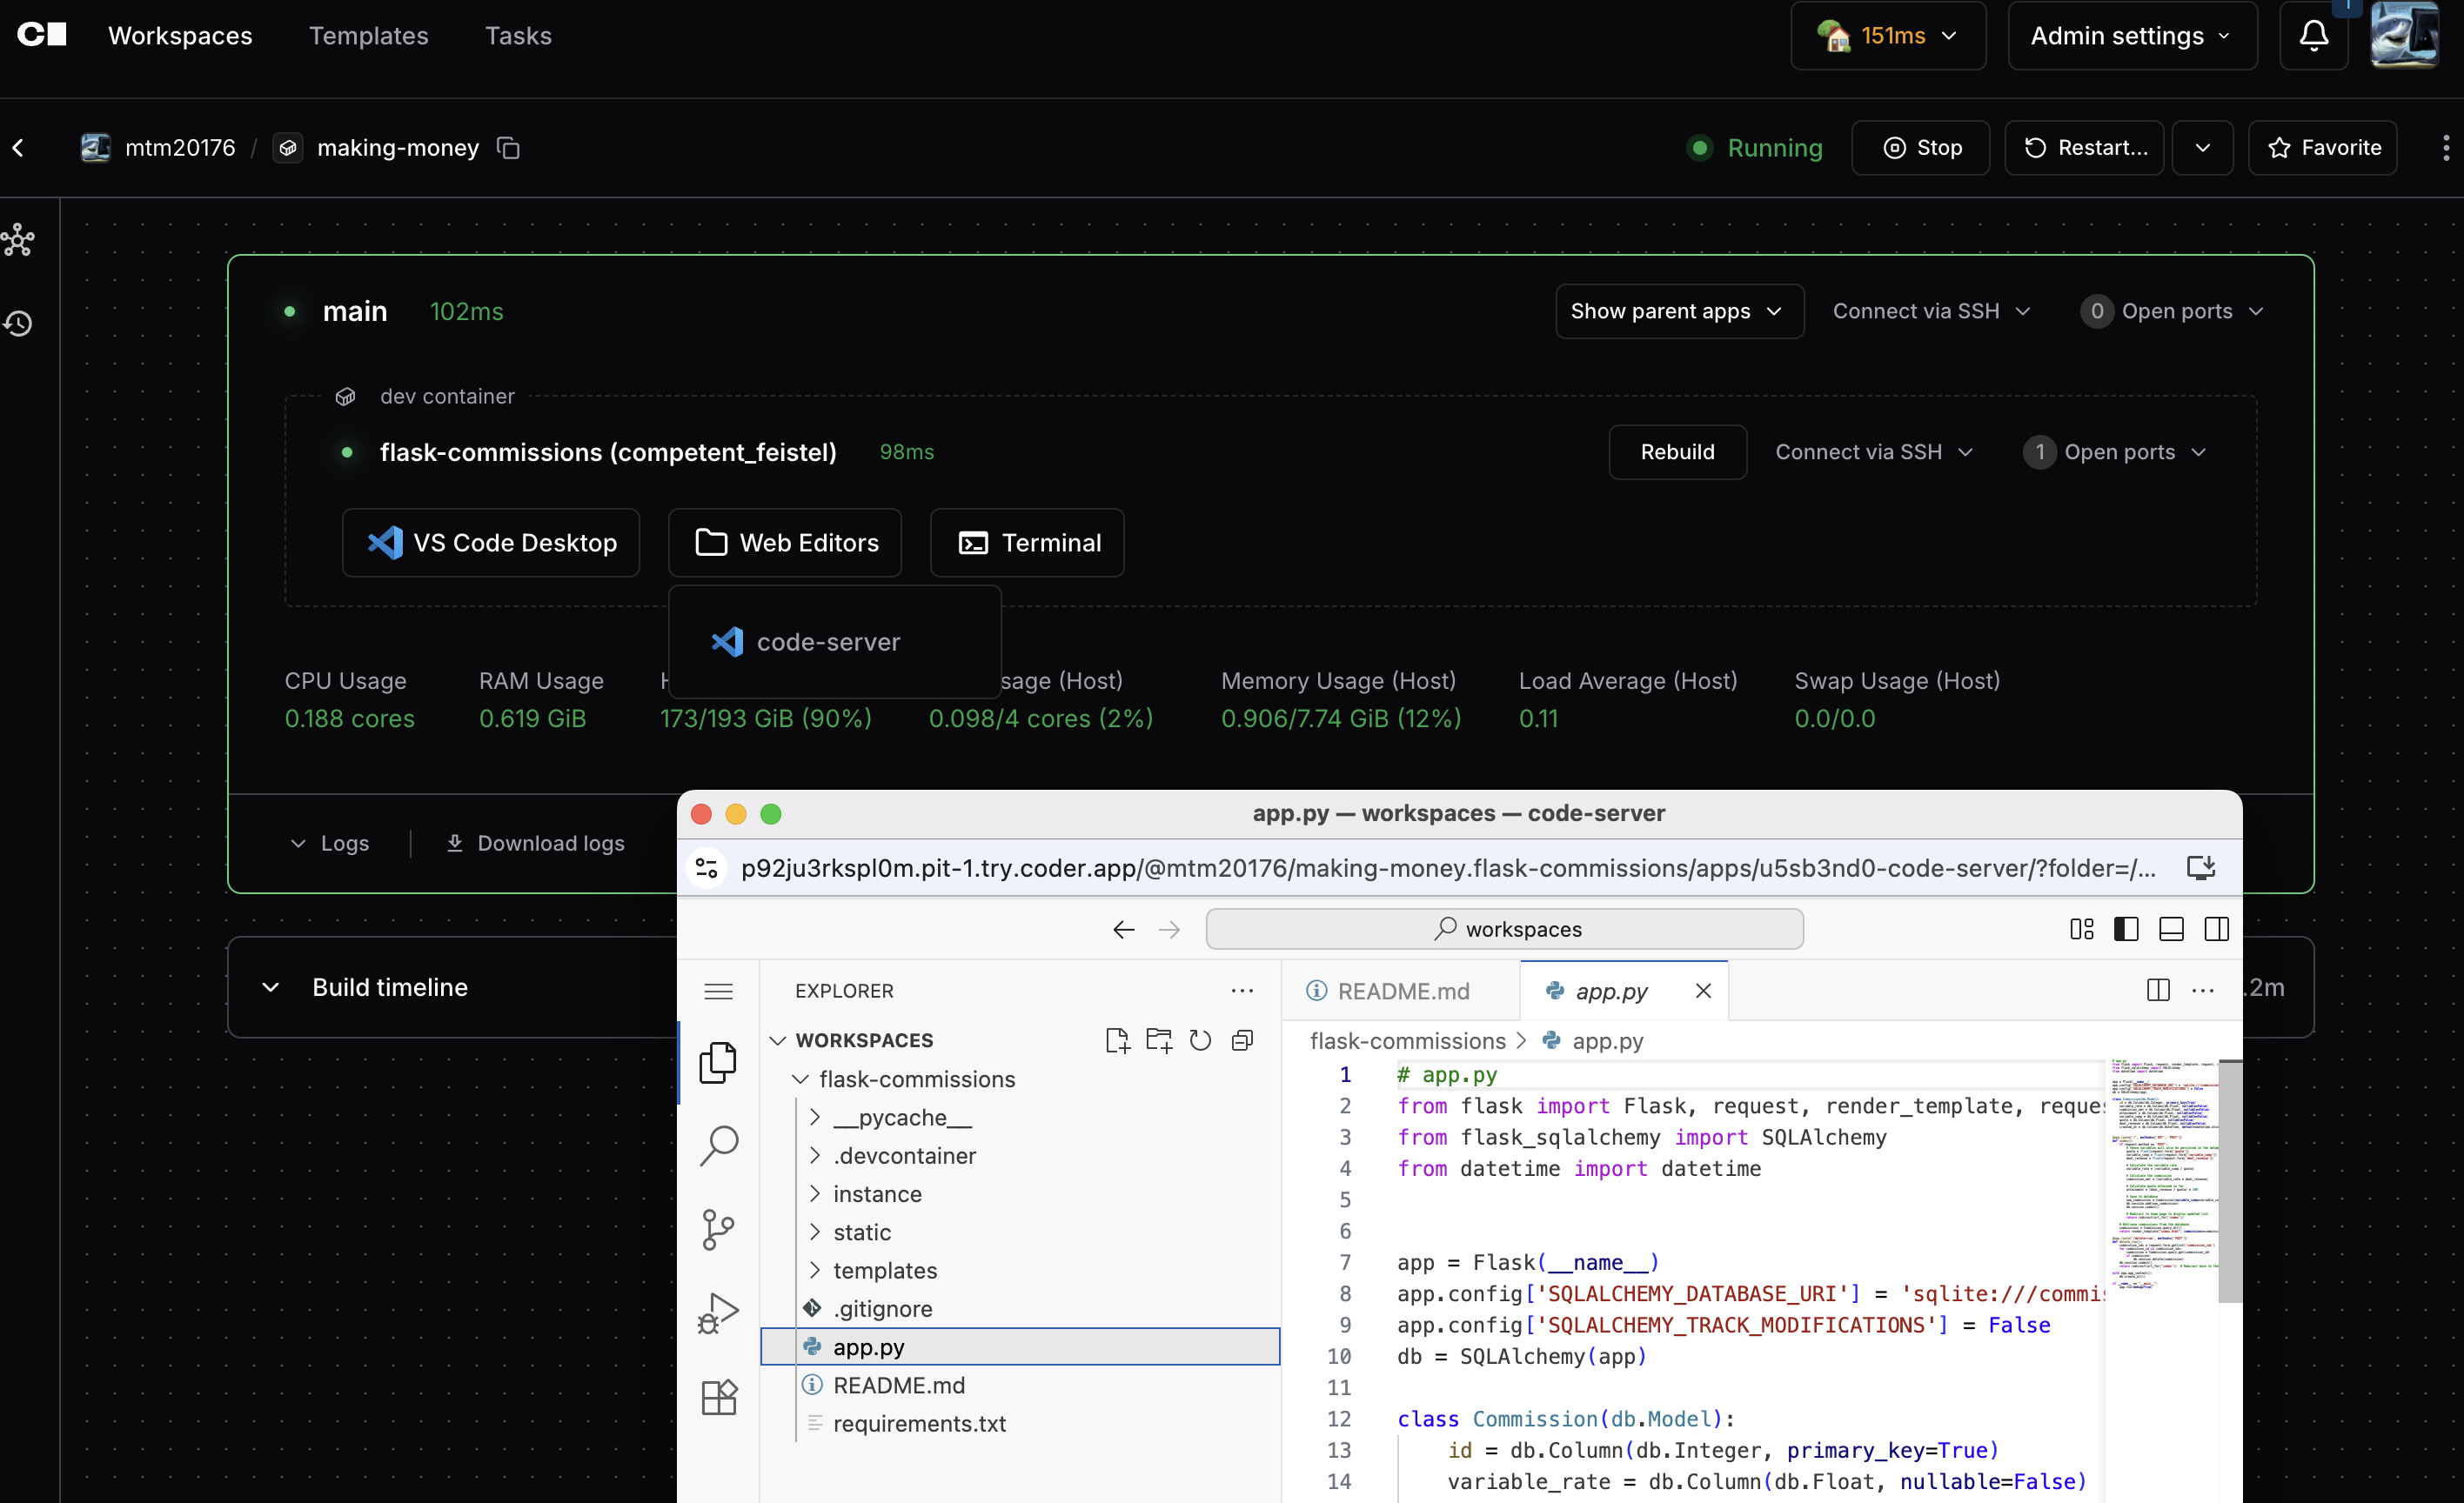 Workspaces Templates Tasks 151ms Admin settings
mtm20176 / making-money Running Stop Restart... Favorite
main 102ms Show parent apps Connect via SSH 0 Open ports
dev container
flask-commissions (competent_feistel) 98ms Rebuild Connect via SSH 1 Open ports
VS Code Desktop Web Editors Terminal
code-server
CPU Usage RAM Usage sage (Host) Memory Usage (Host) Load Average (Host) Swap Usage (Host)
0.188 cores 0.619 GiB 173/193 GiB (90%) 0.098/4 cores (2%) 0.906/7.74 GiB (12%) 0.11 0.0/0.0
Logs Download logs
Build timeline .2m
app.py — workspaces — code-server
p92ju3rkspl0m.pit-1.try.coder.app/@mtm20176/making-money.flask-commissions/apps/u5sb3nd0-code-server/?folder=/...
workspaces
EXPLORER
WORKSPACES
flask-commissions
__pycache__
.devcontainer
instance
static
templates
.gitignore
app.py
README.md
requirements.txt
README.md app.py
flask-commissions > app.py
1 # app.py
2 from flask import Flask, request, render_template, reques
3 from flask_sqlalchemy import SQLAlchemy
4 from datetime import datetime
5
6
7 app = Flask(__name__)
8 app.config['SQLALCHEMY_DATABASE_URI'] = 'sqlite:///commis
9 app.config['SQLALCHEMY_TRACK_MODIFICATIONS'] = False
10 db = SQLAlchemy(app)
11
12 class Commission(db.Model):
13 id = db.Column(db.Integer, primary_key=True)
14 variable_rate = db.Column(db.Float, nullable=False)